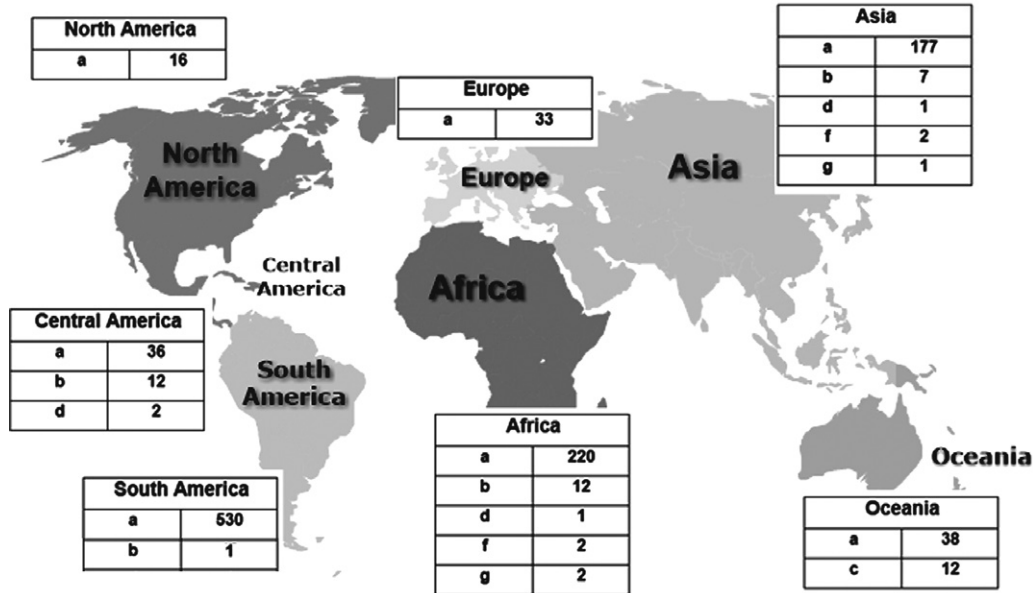 North America
a 16
Europe
a 33
Asia
a 177
b 7
d 1
f 2
g 1
North
America
Europe
Asia
Central
America
Africa
Central America
a 36
b 12
d 2
South
America
Africa
a 220
b 12
d 1
f 2
g 2
South America
a 530
b 1
Oceania
Oceania
a 38
c 12